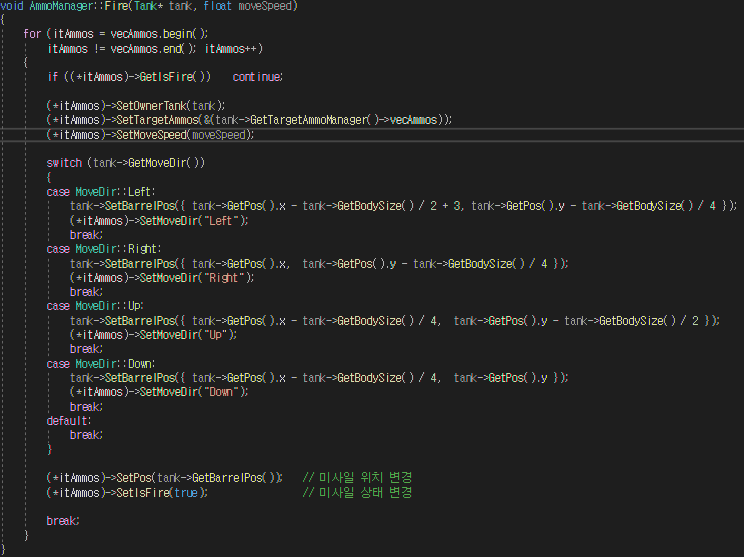 void AmmoManager::Fire(Tank* tank, float moveSpeed)
{
    for (itAmmos = vecAmmos.begin();
        itAmmos != vecAmmos.end(); itAmmos++)
    {
        if ((*itAmmos)->GetIsFire())   continue;

        (*itAmmos)->SetOwnerTank(tank);
        (*itAmmos)->SetTargetAmmos(&(tank->GetTargetAmmoManager()->vecAmmos));
        (*itAmmos)->SetMoveSpeed(moveSpeed);

        switch (tank->GetMoveDir())
        {
        case MoveDir::Left:
            tank->SetBarrelPos({ tank->GetPos().x - tank->GetBodySize() / 2 + 3, tank->GetPos().y - tank->GetBodySize() / 4 });
            (*itAmmos)->SetMoveDir("Left");
            break;
        case MoveDir::Right:
            tank->SetBarrelPos({ tank->GetPos().x,  tank->GetPos().y - tank->GetBodySize() / 4 });
            (*itAmmos)->SetMoveDir("Right");
            break;
        case MoveDir::Up:
            tank->SetBarrelPos({ tank->GetPos().x - tank->GetBodySize() / 4,  tank->GetPos().y - tank->GetBodySize() / 2 });
            (*itAmmos)->SetMoveDir("Up");
            break;
        case MoveDir::Down:
            tank->SetBarrelPos({ tank->GetPos().x - tank->GetBodySize() / 4,  tank->GetPos().y });
            (*itAmmos)->SetMoveDir("Down");
            break;
        default:
            break;
        }

        (*itAmmos)->SetPos(tank->GetBarrelPos());   // 미사일 위치 변경
        (*itAmmos)->SetIsFire(true);                // 미사일 상태 변경

        break;
    }
}